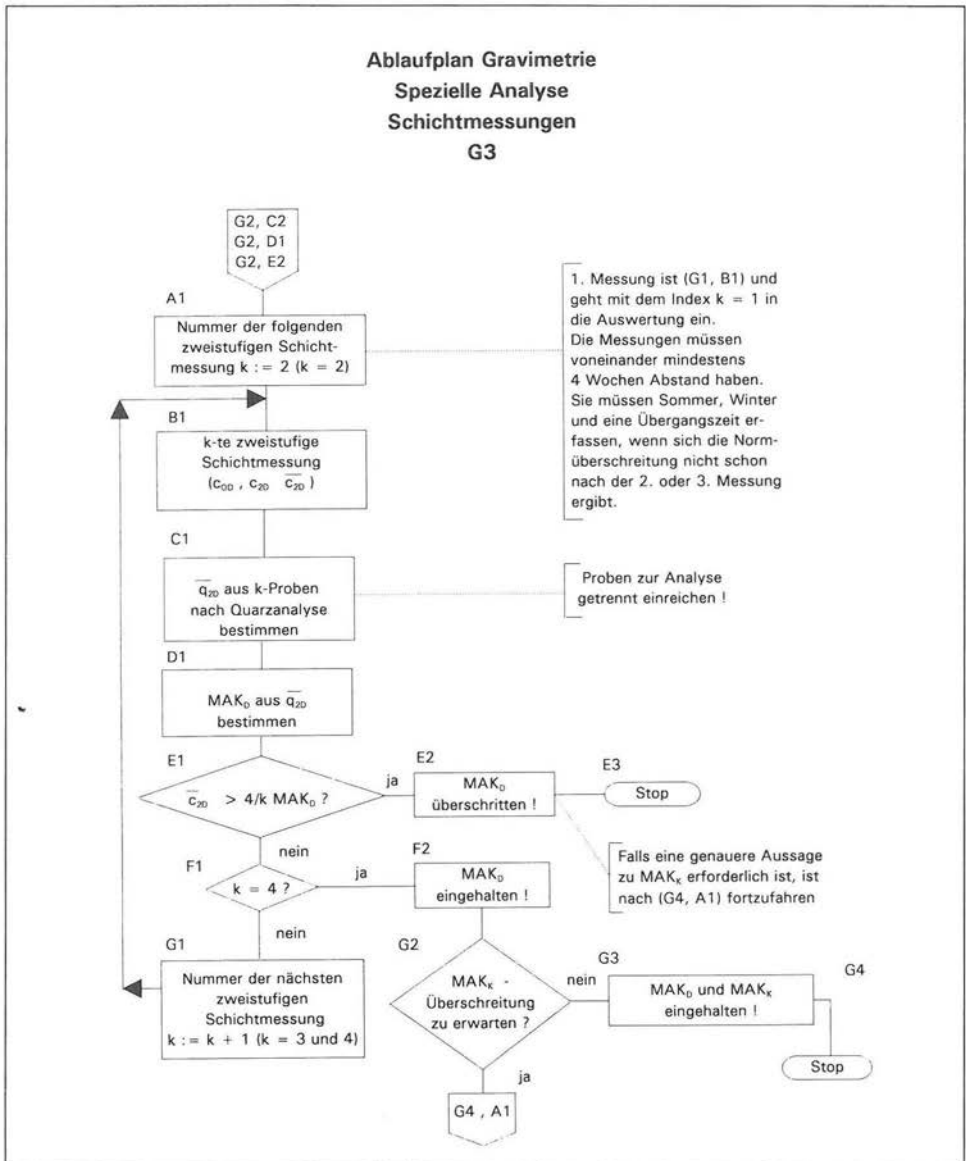 Ablaufplan Gravimetrie
Spezielle Analyse
Schichtmessungen
G3
G2, C2
G2, D1
G2, E2
A1
Nummer der folgenden
zweistufigen Schicht-
messung k := 2 (k = 2)
1. Messung ist (G1, B1) und
geht mit dem Index k = 1 in
die Auswertung ein.
Die Messungen müssen
voneinander mindestens
4 Wochen Abstand haben.
Sie müssen Sommer, Winter
und eine Übergangszeit er-
fassen, wenn sich die Norm-
überschreitung nicht schon
nach der 2. oder 3. Messung
ergibt.
B1
k-te zweistufige
Schichtmessung
(c₀D , c₂D c̅₂D̅ )
C1
q̅₂D̅ aus k-Proben
nach Quarzanalyse
bestimmen
Proben zur Analyse
getrennt einreichen !
D1
MAKD aus q̅₂D̅
bestimmen
E1
c̅₂D̅ > 4/k MAKD ?
ja
E2
MAKD
überschritten !
E3
Stop
nein
Falls eine genauere Aussage
zu MAKK erforderlich ist, ist
nach (G4, A1) fortzufahren
F1
k = 4 ?
ja
F2
MAKD
eingehalten !
nein
G1
Nummer der nächsten
zweistufigen
Schichtmessung
k := k + 1 (k = 3 und 4)
G2
MAKK -
Überschreitung
zu erwarten ?
nein
G3
MAKD und MAKK
eingehalten !
G4
Stop
ja
G4 , A1